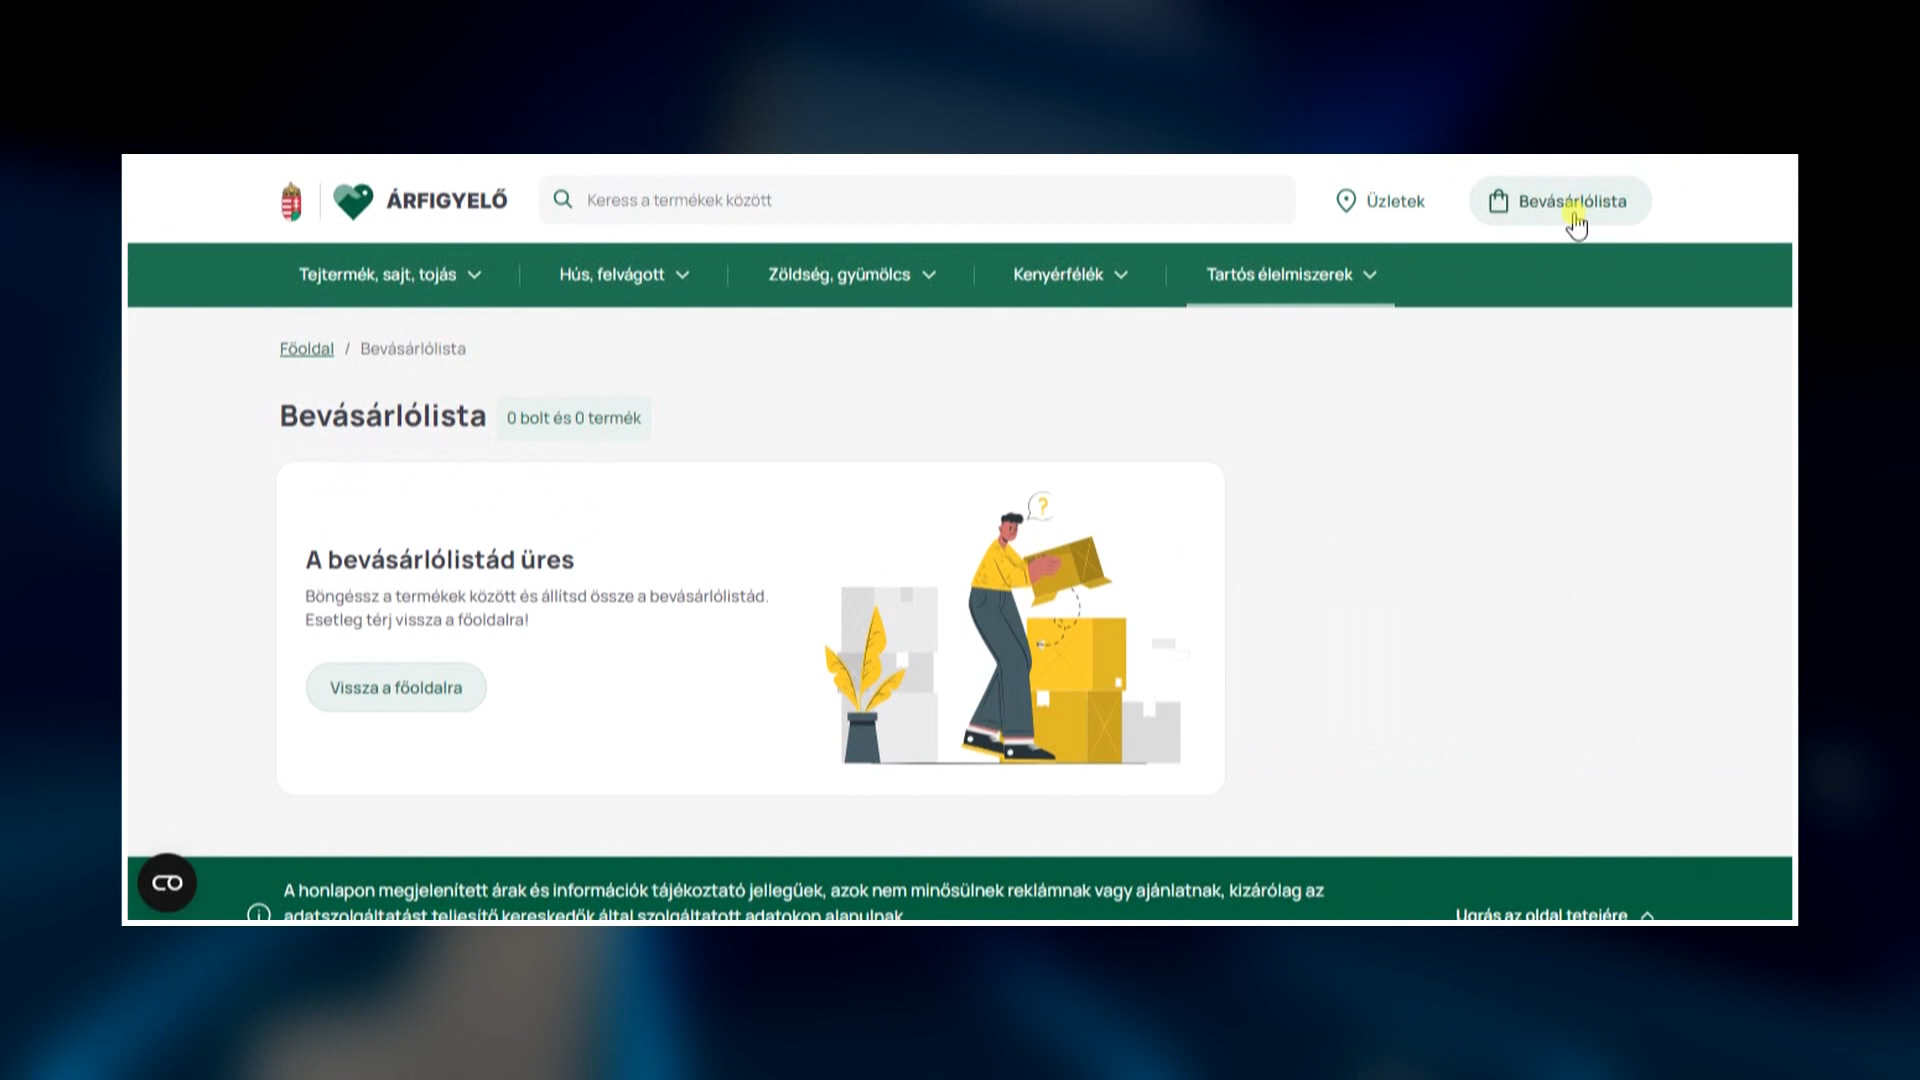 ÁRFIGYELŐ
Keress a termékek között
Üzletek
Bevásárlólista
Tejtermék, sajt, tojás
Hús, felvágott
Zöldség, gyümölcs
Kenyérfélék
Tartós élelmiszerek
Főoldal / Bevásárlólista
Bevásárlólista
0 bolt és 0 termék
?
A bevásárlólistád üres
Böngéssz a termékek között és állítsd össze a bevásárlólistád.
Esetleg térj vissza a főoldalra!
Vissza a főoldalra
A honlapon megjelenített árak és információk tájékoztató jellegűek, azok nem minősülnek reklámnak vagy ajánlatnak, kizárólag az
adatszolgáltatást teljesítő kereskedők által szolgáltatott adatokon alapulnak.
Ugrás az oldal tetejére